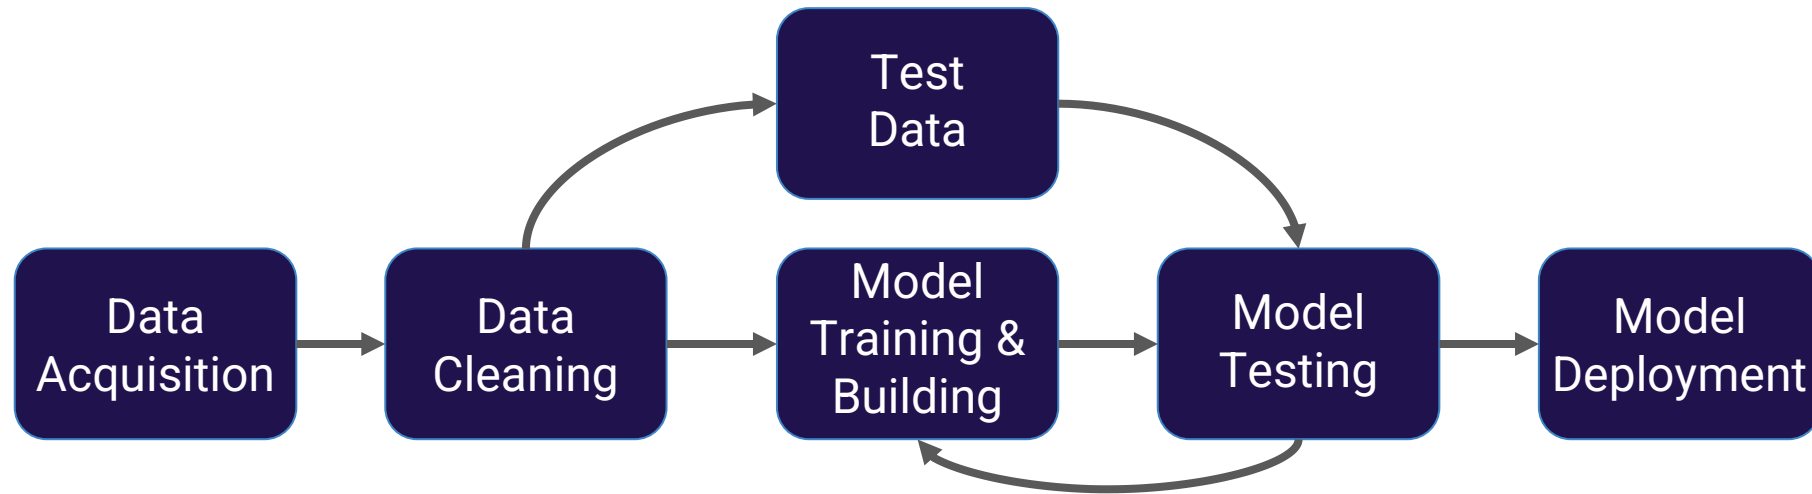 Test
Data
Data
Acquisition
Data
Cleaning
Model
Training &
Building
Model
Testing
Model
Deployment